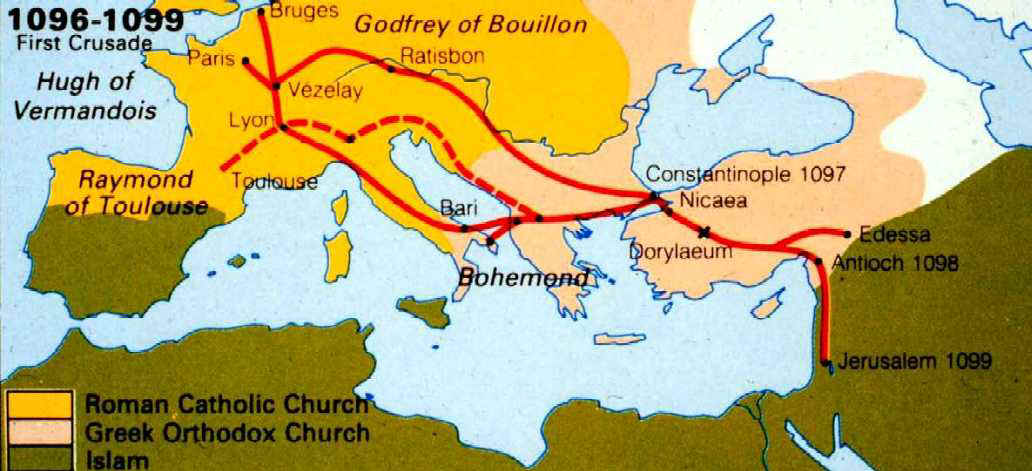 1096-1099
First Crusade
Hugh of
Vermandois
Godfrey of Bouillon
Bruges
Paris
Ratisbon
Vézelay
Lyon
Raymond
of Toulouse
Toulouse
Bari
Bohemond
Constantinople 1097
Nicaea
Dorylaeum
Edessa
Antioch 1098
Jerusalem 1099
Roman Catholic Church
Greek Orthodox Church
Islam